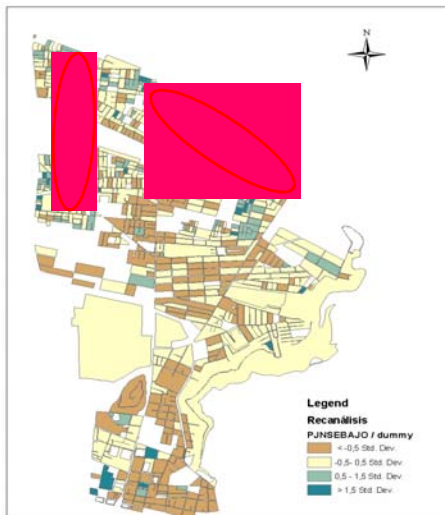 N
Legend
Recanálisis
PJNSEBAJO / dummy
< -0,5 Std. Dev.
-0,5- 0,5 Std. Dev.
0,5 - 1,5 Std. Dev.
> 1,5 Std. Dev.